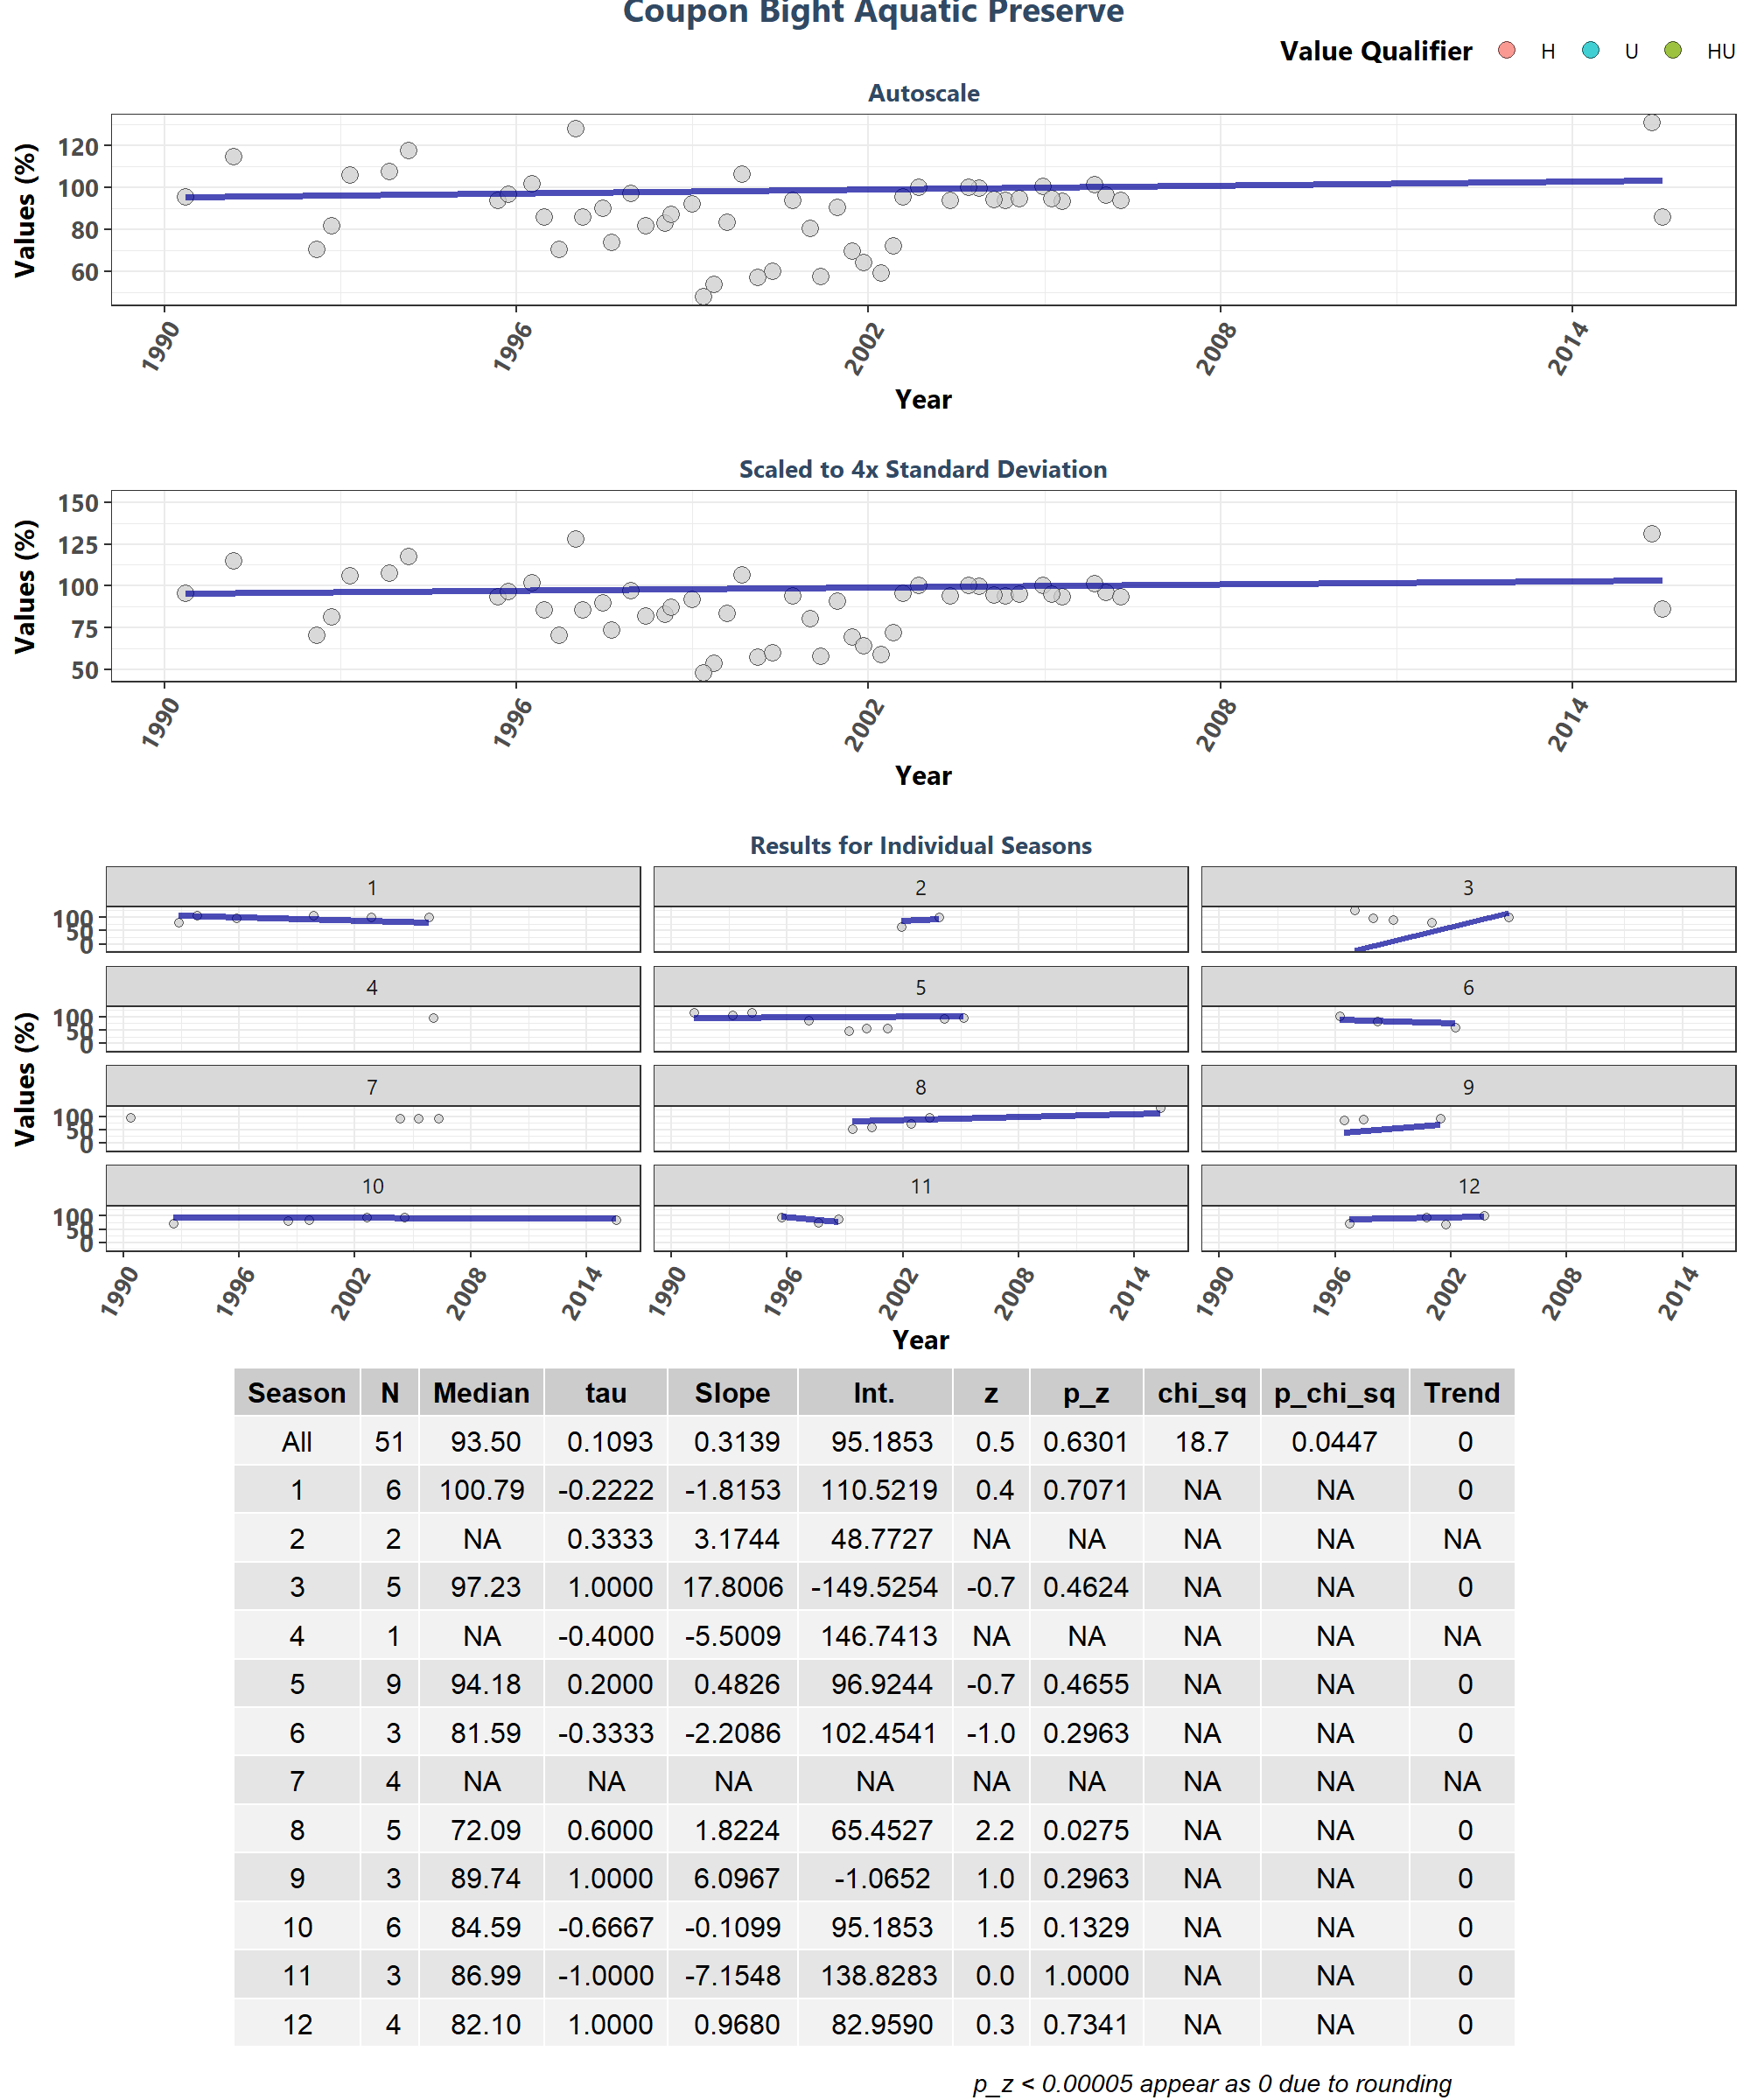 Coupon Bight Aquatic Preserve
Value Qualifier H U HU
Autoscale
Values (%)
120
100
80
60
1990 1996 2002 2008 2014
Year
Scaled to 4x Standard Deviation
Values (%)
150
125
100
75
50
1990 1996 2002 2008 2014
Year
Results for Individual Seasons
Values (%)
1 2 3
100
50
0
4 5 6
100
50
0
7 8 9
100
50
0
10 11 12
100
50
0
1990 1996 2002 2008 2014 1990 1996 2002 2008 2014 1990 1996 2002 2008 2014
Year
Season N Median tau Slope Int. z p_z chi_sq p_chi_sq Trend
All 51 93.50 0.1093 0.3139 95.1853 0.5 0.6301 18.7 0.0447 0
1 6 100.79 -0.2222 -1.8153 110.5219 0.4 0.7071 NA NA 0
2 2 NA 0.3333 3.1744 48.7727 NA NA NA NA NA
3 5 97.23 1.0000 17.8006 -149.5254 -0.7 0.4624 NA NA 0
4 1 NA -0.4000 -5.5009 146.7413 NA NA NA NA NA
5 9 94.18 0.2000 0.4826 96.9244 -0.7 0.4655 NA NA 0
6 3 81.59 -0.3333 -2.2086 102.4541 -1.0 0.2963 NA NA 0
7 4 NA NA NA NA NA NA NA NA NA
8 5 72.09 0.6000 1.8224 65.4527 2.2 0.0275 NA NA 0
9 3 89.74 1.0000 6.0967 -1.0652 1.0 0.2963 NA NA 0
10 6 84.59 -0.6667 -0.1099 95.1853 1.5 0.1329 NA NA 0
11 3 86.99 -1.0000 -7.1548 138.8283 0.0 1.0000 NA NA 0
12 4 82.10 1.0000 0.9680 82.9590 0.3 0.7341 NA NA 0
p_z < 0.00005 appear as 0 due to rounding